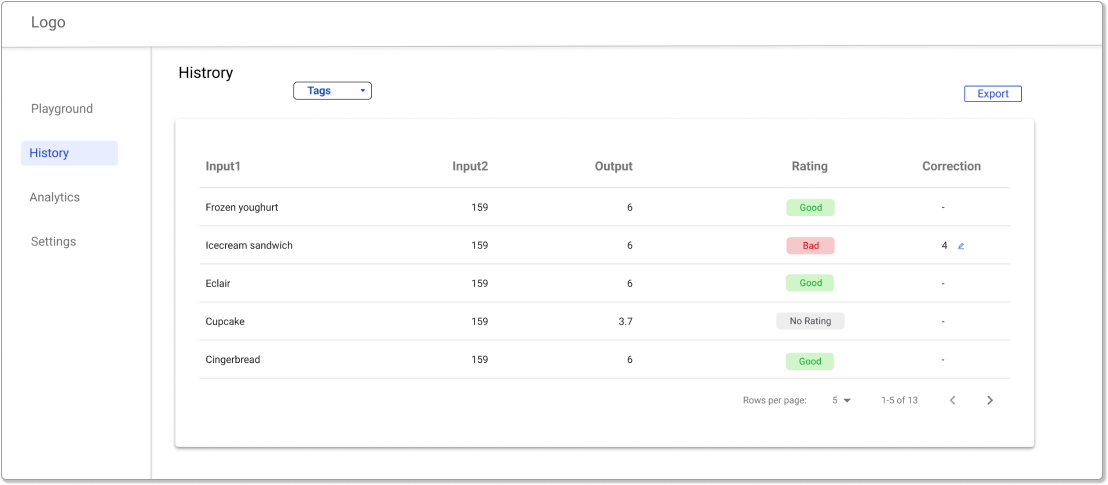 Logo
Histrory
Tags
Export
Playground
History
Analytics
Settings
Input1 Input2 Output Rating Correction
Frozen youghurt 159 6 Good -
Icecream sandwich 159 6 Bad 4
Eclair 159 6 Good -
Cupcake 159 3.7 No Rating -
Cingerbread 159 6 Good -
Rows per page: 5 1-5 of 13